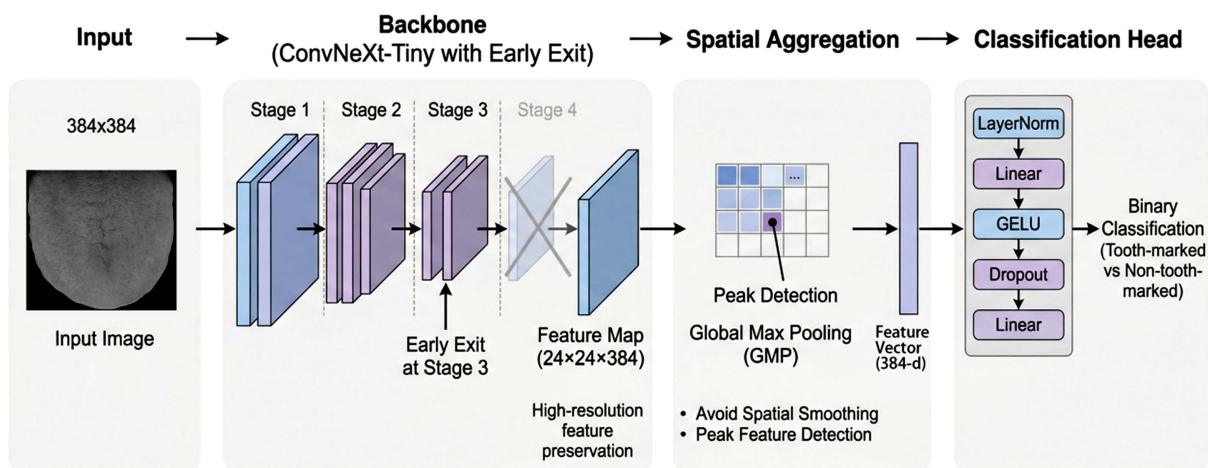 Input
Backbone
(ConvNeXt-Tiny with Early Exit)
Spatial Aggregation
Classification Head
384x384
Input Image
Stage 1
Stage 2
Stage 3
Stage 4
Early Exit
at Stage 3
Feature Map
(24×24×384)
High-resolution
feature
preservation
...
Peak Detection
Global Max Pooling
(GMP)
• Avoid Spatial Smoothing
• Peak Feature Detection
Feature
Vector
(384-d)
LayerNorm
Linear
GELU
Dropout
Linear
Binary
Classification
(Tooth-marked
vs Non-tooth-
marked)